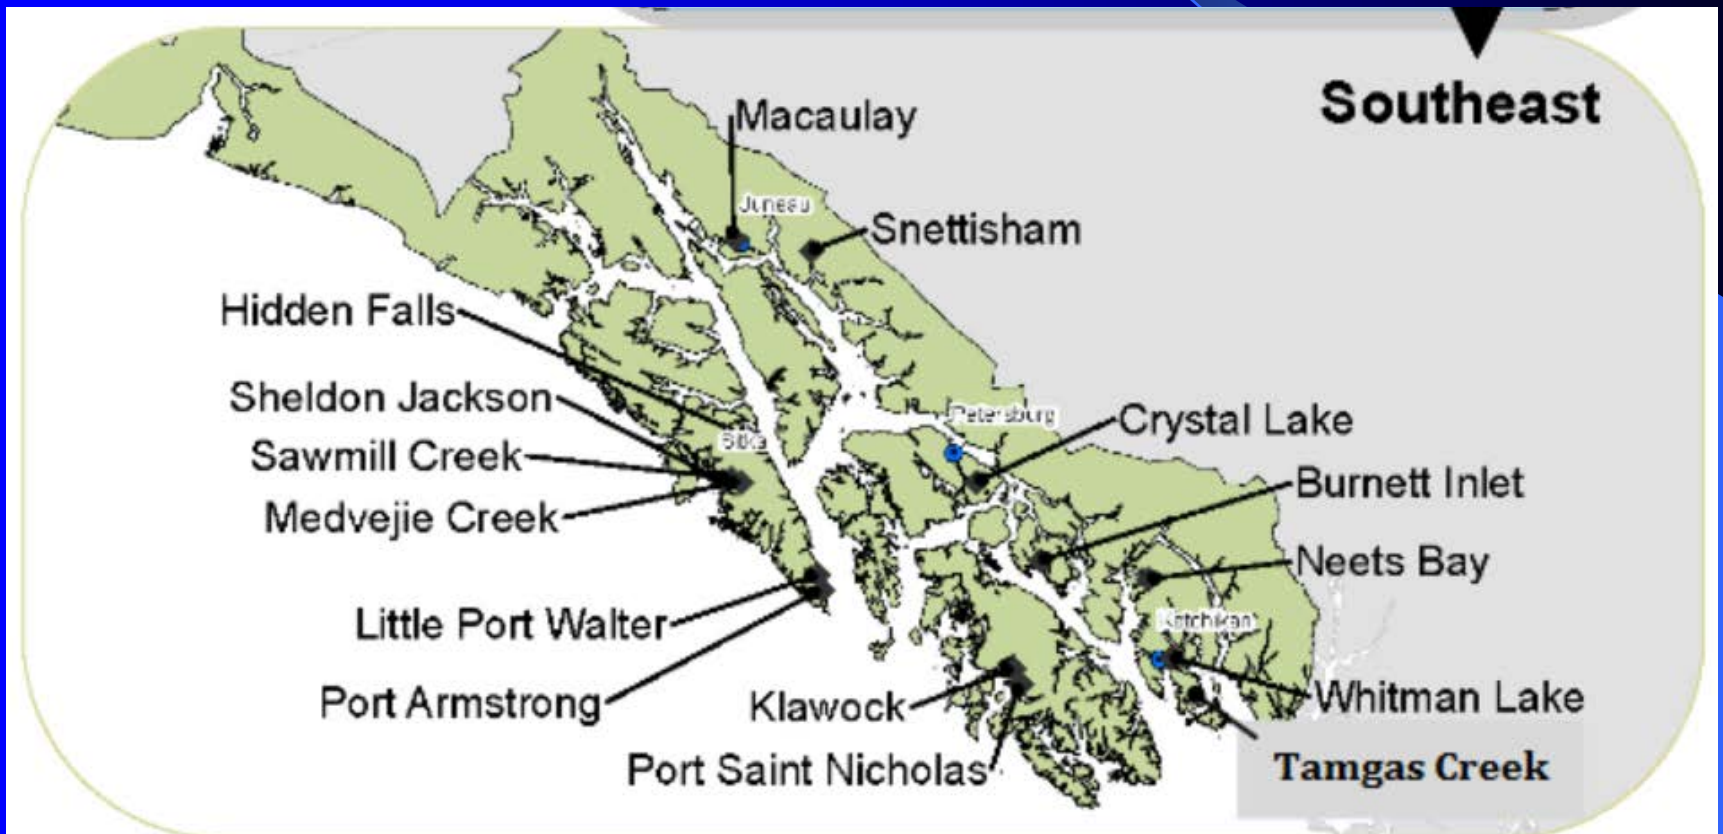 Southeast
Macaulay
Juneau
Snettisham
Hidden Falls
Sheldon Jackson
Petersburg
Crystal Lake
Sitka
Sawmill Creek
Burnett Inlet
Medvejie Creek
Neets Bay
Little Port Walter
Ketchikan
Port Armstrong
Klawock
Whitman Lake
Port Saint Nicholas
Tamgas Creek